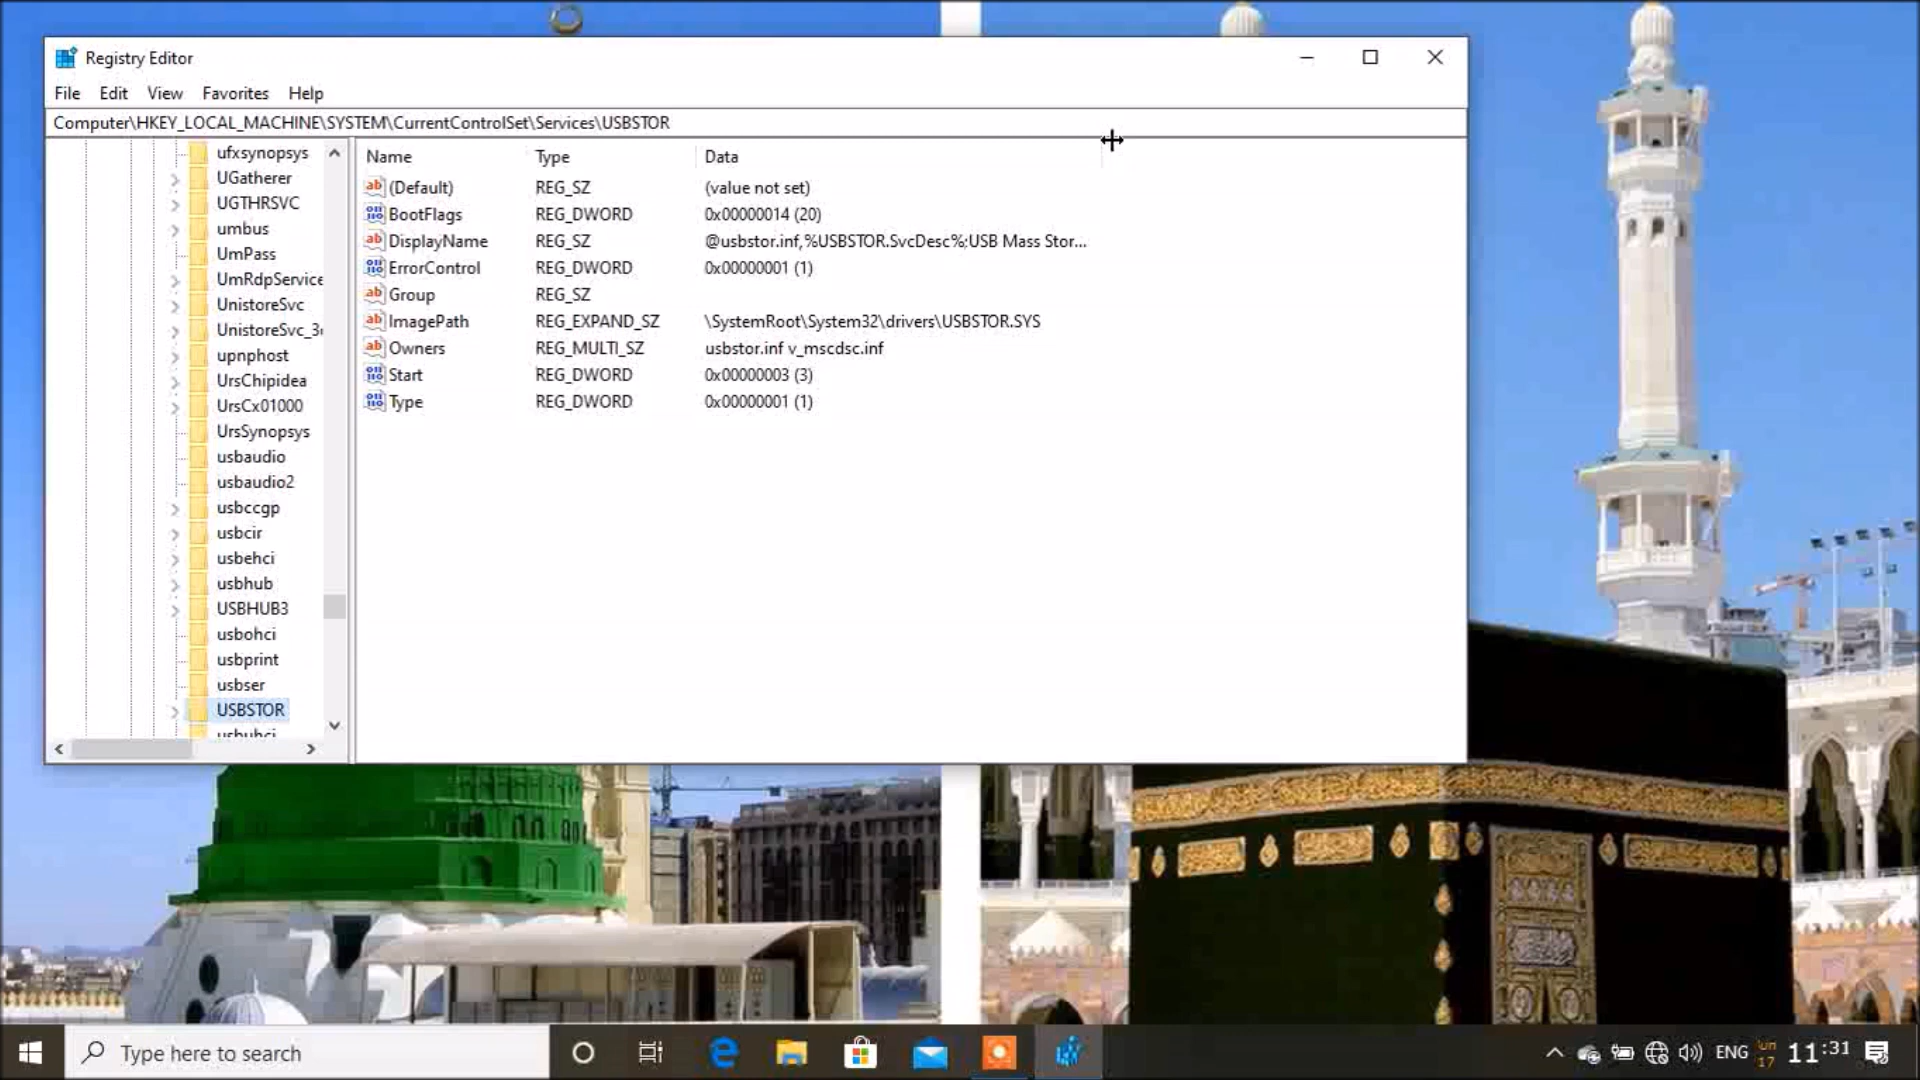 Registry Editor
File Edit View Favorites Help
Computer\HKEY_LOCAL_MACHINE\SYSTEM\CurrentControlSet\Services\USBSTOR
ufxsynopsys
UGatherer
UGTHRSVC
umbus
UmPass
UmRdpService
UnistoreSvc
UnistoreSvc_3
upnphost
UrsChipidea
UrsCx01000
UrsSynopsys
usbaudio
usbaudio2
usbccgp
usbcir
usbehci
usbhub
USBHUB3
usbohci
usbprint
usbser
USBSTOR
usbuhci
Name Type Data
(Default) REG_SZ (value not set)
BootFlags REG_DWORD 0x00000014 (20)
DisplayName REG_SZ @usbstor.inf,%USBSTOR.SvcDesc%;USB Mass Stor...
ErrorControl REG_DWORD 0x00000001 (1)
Group REG_SZ
ImagePath REG_EXPAND_SZ \SystemRoot\System32\drivers\USBSTOR.SYS
Owners REG_MULTI_SZ usbstor.inf v_mscdsc.inf
Start REG_DWORD 0x00000003 (3)
Type REG_DWORD 0x00000001 (1)
Type here to search
ENG 17 11:31